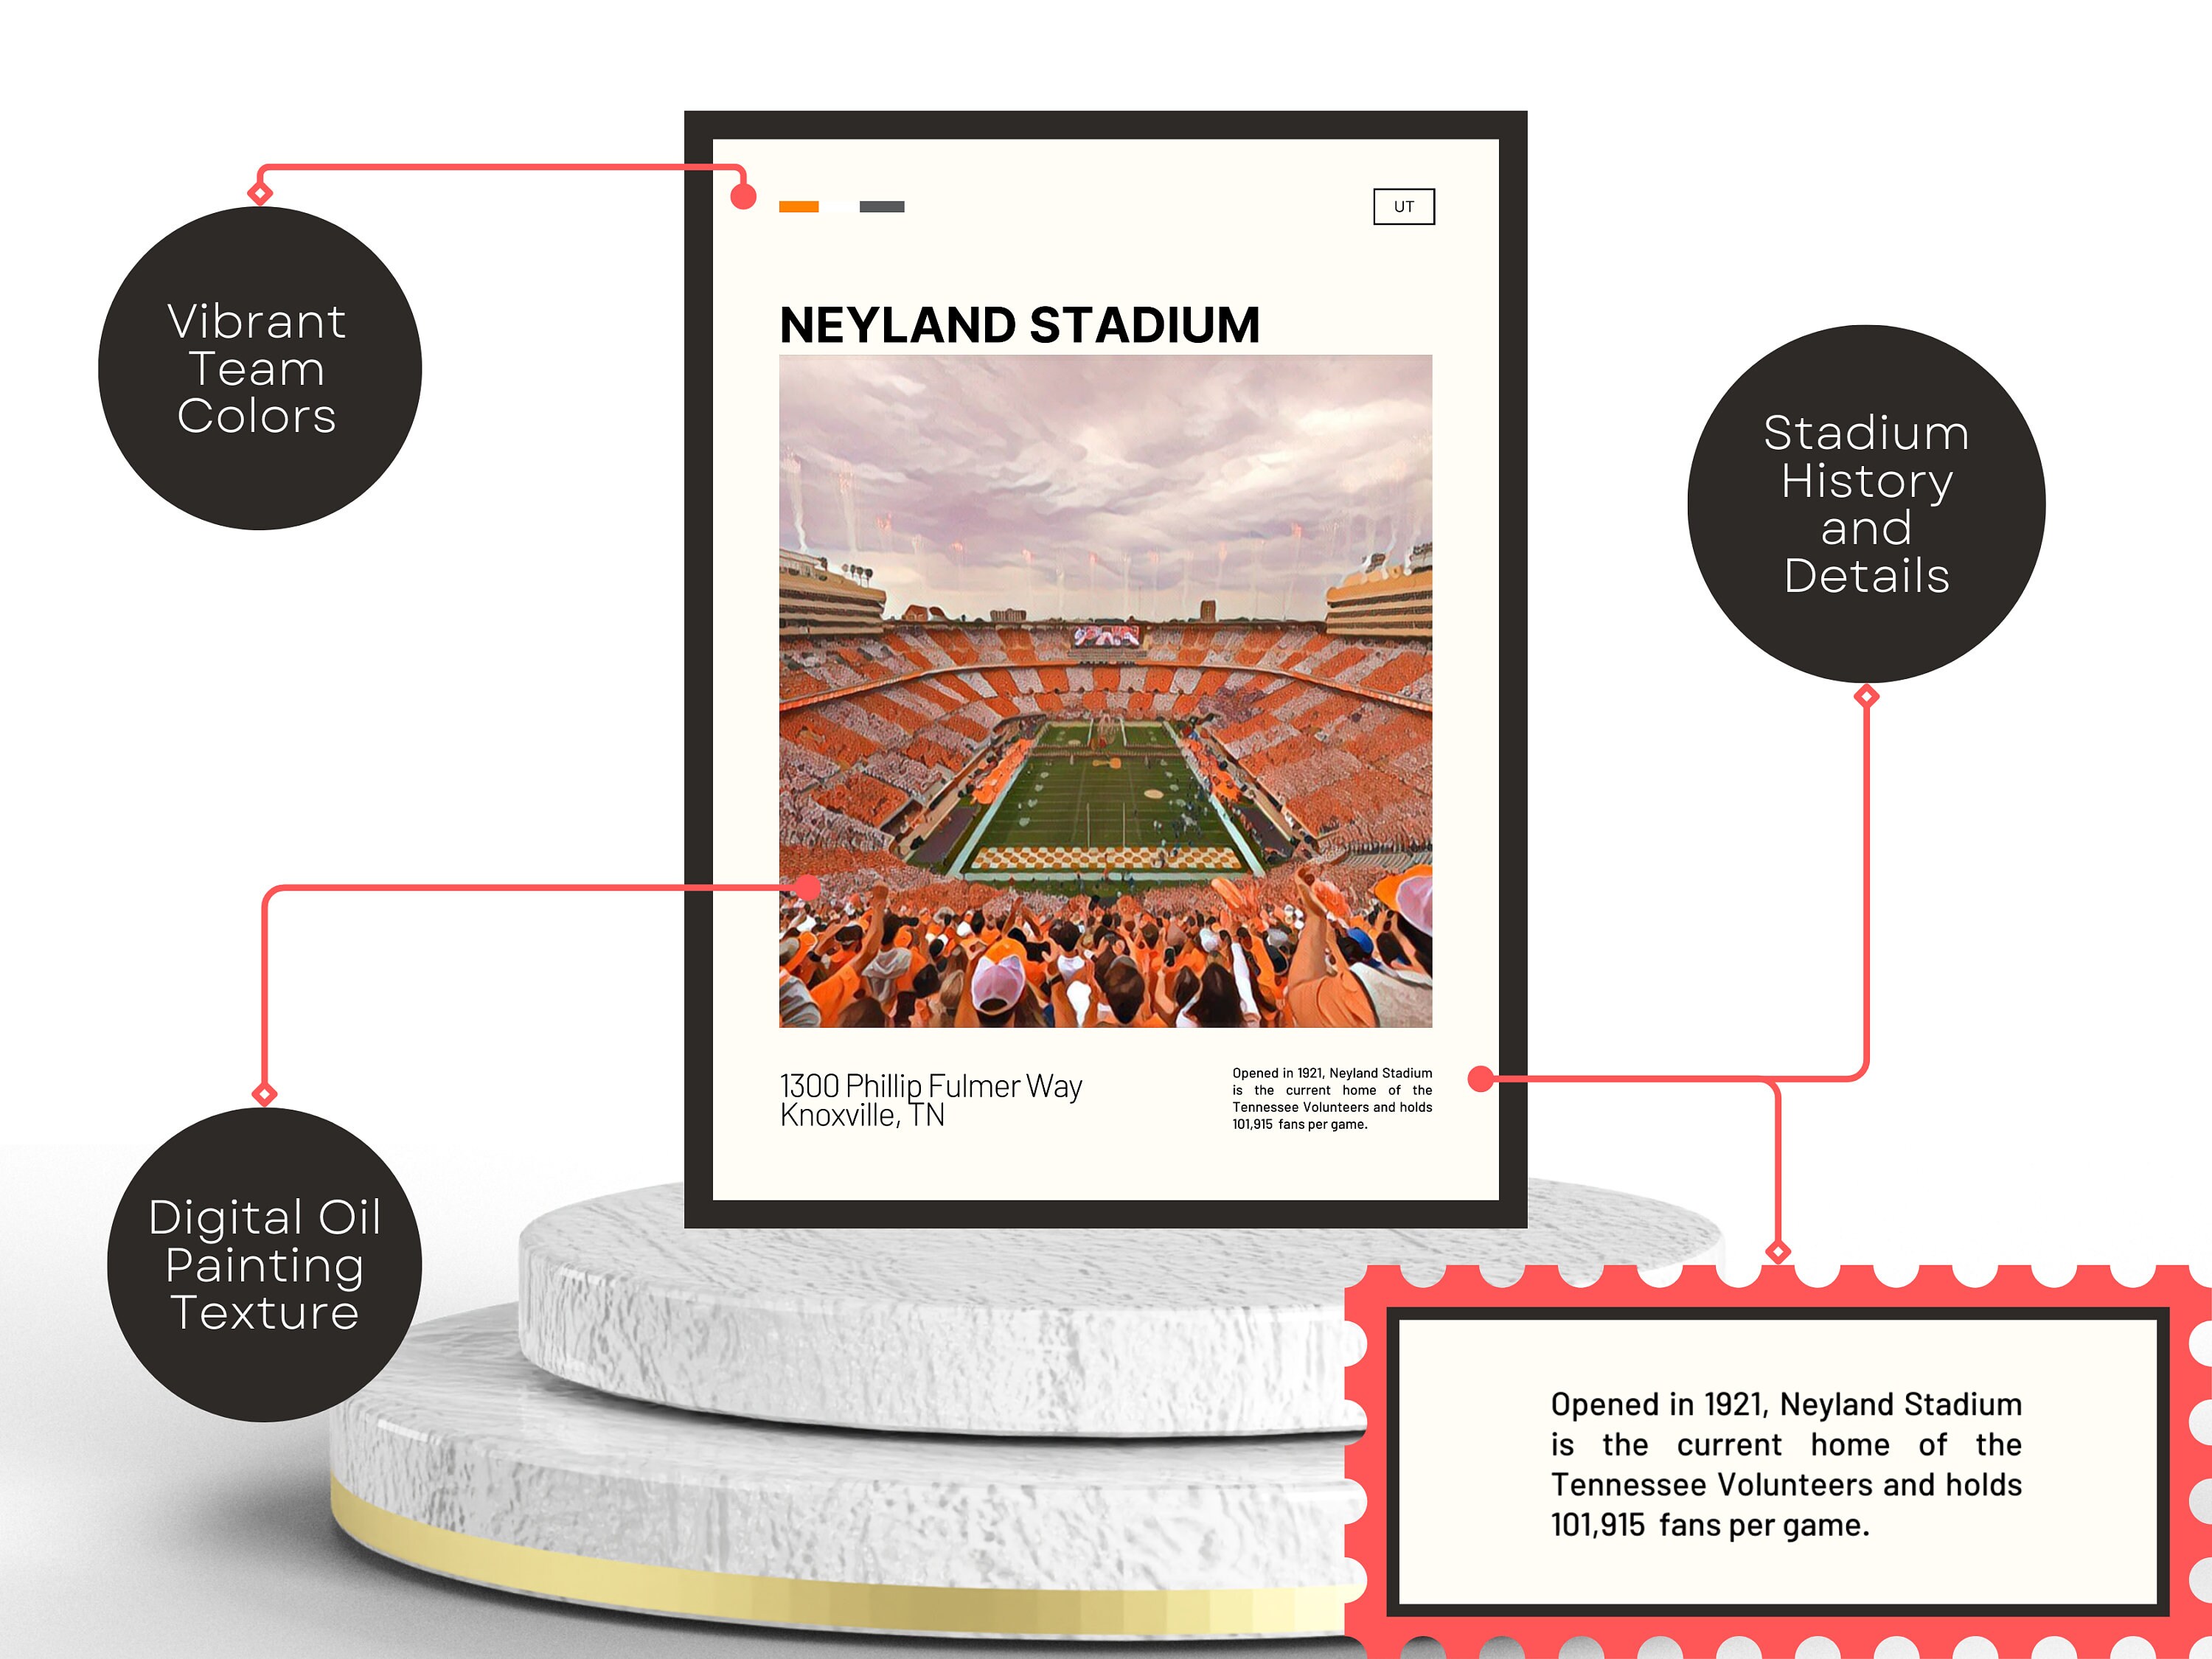 Vibrant
Team
Colors
UT
NEYLAND STADIUM
Stadium
History
and
Details
1300 Phillip Fulmer Way
Knoxville, TN
Opened in 1921, Neyland Stadium
is the current home of the
Tennessee Volunteers and holds
101,915 fans per game.
Digital Oil
Painting
Texture
Opened in 1921, Neyland Stadium
is the current home of the
Tennessee Volunteers and holds
101,915 fans per game.